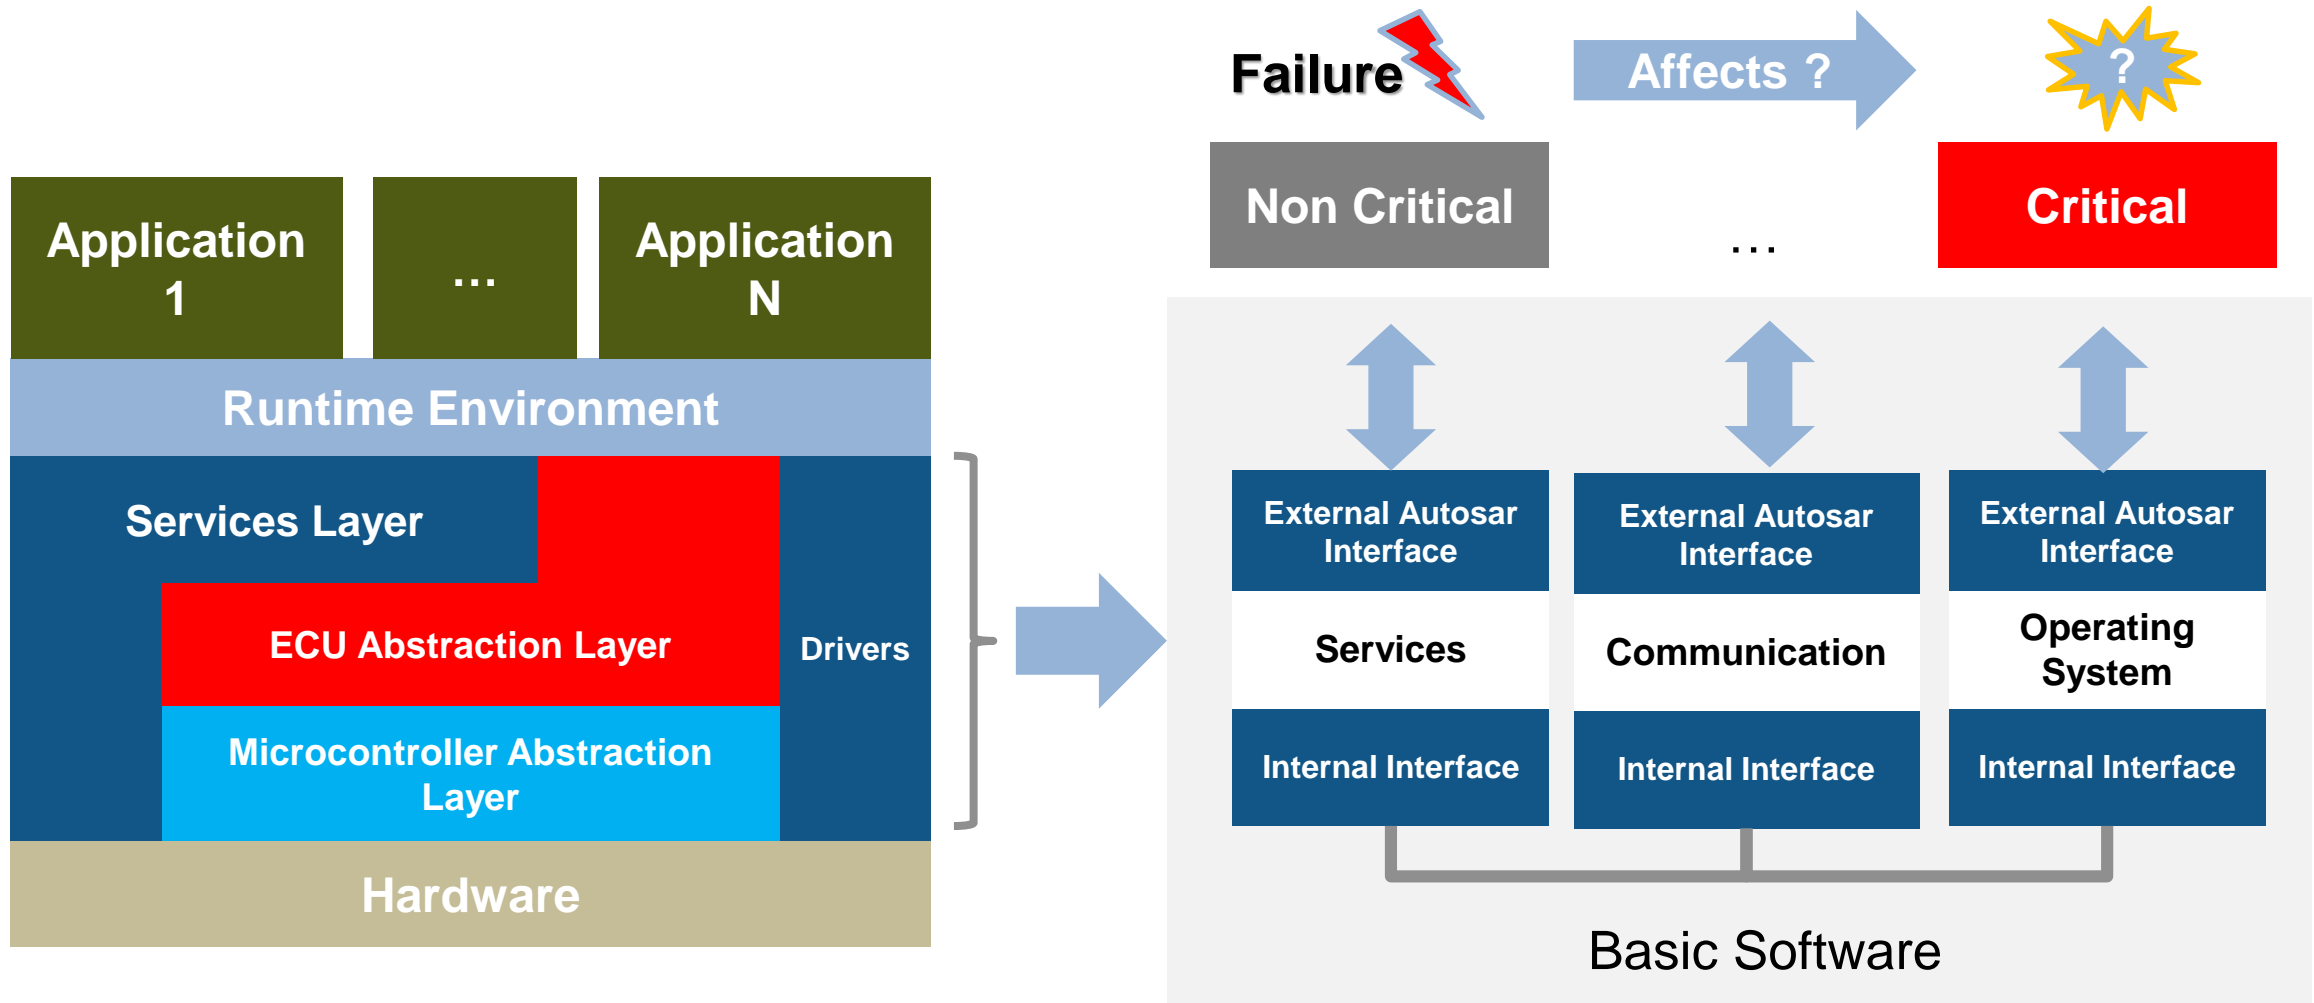 Application
1
...
Application
N
Runtime Environment
Services Layer
ECU Abstraction Layer
Drivers
Microcontroller Abstraction
Layer
Hardware
Failure
Affects ?
?
Non Critical
...
Critical
External Autosar
Interface
Services
Internal Interface
External Autosar
Interface
Communication
Internal Interface
External Autosar
Interface
Operating
System
Internal Interface
Basic Software